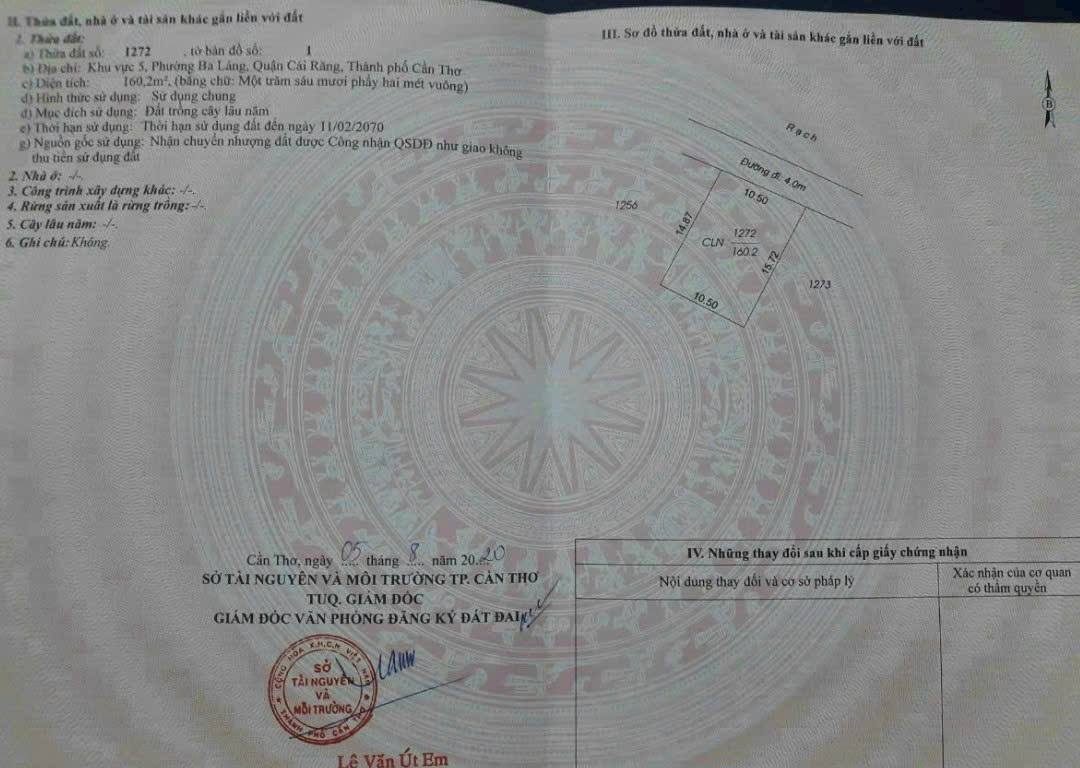 II. Thửa đất, nhà ở và tài sản khác gắn liền với đất
1. Thửa đất:
a) Thửa đất số: 1272 , tờ bản đồ số: 1
b) Địa chỉ: Khu vực 5, Phường Ba Láng, Quận Cái Răng, Thành phố Cần Thơ
c) Diện tích: 160,2m², (bằng chữ: Một trăm sáu mươi phẩy hai mét vuông)
d) Hình thức sử dụng: Sử dụng chung
đ) Mục đích sử dụng: Đất trồng cây lâu năm
e) Thời hạn sử dụng: Thời hạn sử dụng đất đến ngày 11/02/2070
g) Nguồn gốc sử dụng: Nhận chuyển nhượng đất được Công nhận QSDĐ như giao không
thu tiền sử dụng đất
2. Nhà ở: -/-.
3. Công trình xây dựng khác: -/-.
4. Rừng sản xuất là rừng trồng: -/-.
5. Cây lâu năm: -/-.
6. Ghi chú: Không.
III. Sơ đồ thửa đất, nhà ở và tài sản khác gắn liền với đất
B
Rạch
Đường đi: 4.0m
10.50
1256
14.87
CLN 1272
160.2
15.72
1273
10.50
Cần Thơ, ngày 05 tháng 8 năm 2020
SỞ TÀI NGUYÊN VÀ MÔI TRƯỜNG TP. CẦN THƠ
TUQ. GIÁM ĐỐC
GIÁM ĐỐC VĂN PHÒNG ĐĂNG KÝ ĐẤT ĐAI
CỘNG HÒA X.H.C.N VIỆT NAM
SỞ
TÀI NGUYÊN
VÀ
MÔI TRƯỜNG
THÀNH PHỐ CẦN THƠ
Lê Văn Út Em
IV. Những thay đổi sau khi cấp giấy chứng nhận
Nội dung thay đổi và cơ sở pháp lý
Xác nhận của cơ quan
có thẩm quyền